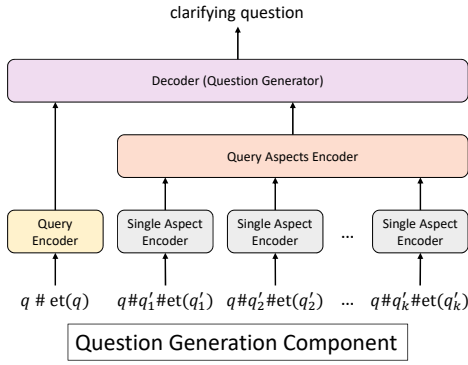 clarifying question
Decoder (Question Generator)
Query Aspects Encoder
Query Encoder
Single Aspect Encoder
Single Aspect Encoder
...
Single Aspect Encoder
q # et(q)
q#q′₁#et(q′₁)
q#q′₂#et(q′₂)
...
q#q′ₖ#et(q′ₖ)
Question Generation Component